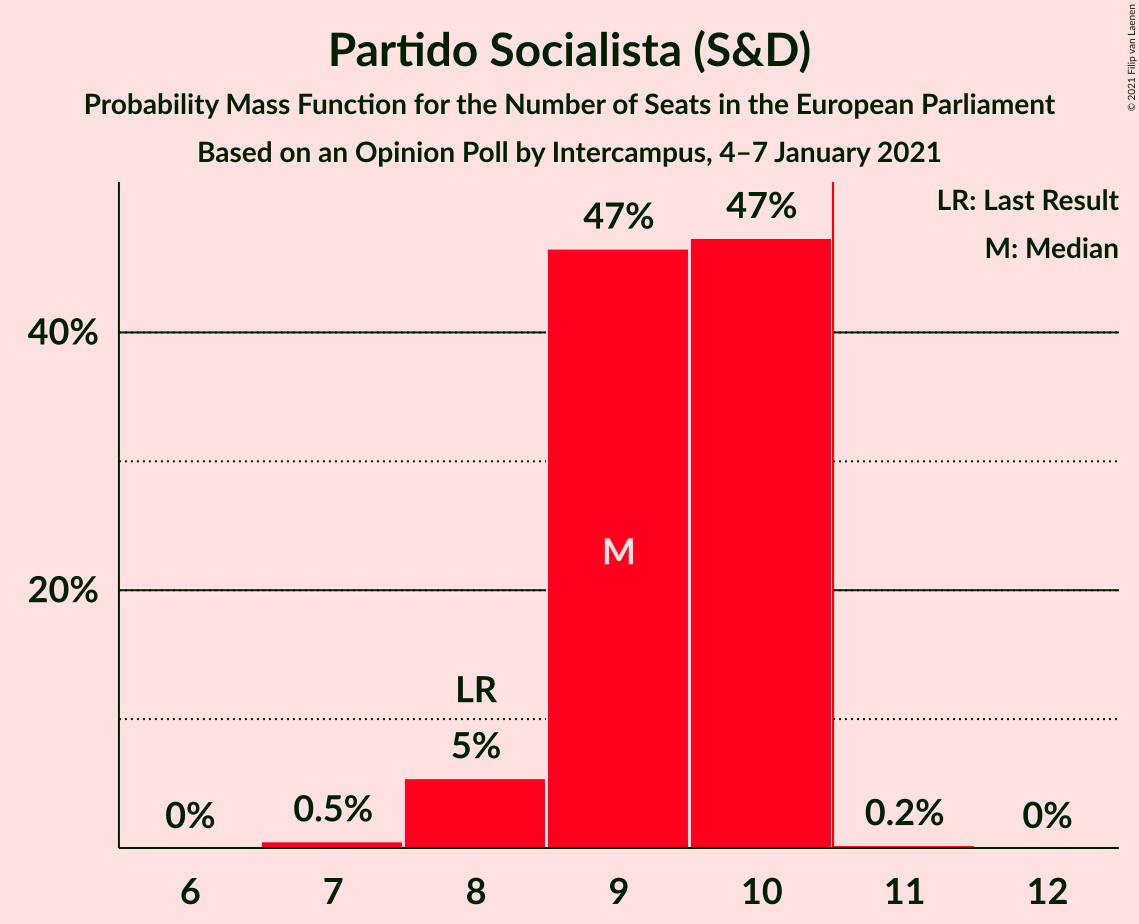 Partido Socialista (S&D)
Probability Mass Function for the Number of Seats in the European Parliament
Based on an Opinion Poll by Intercampus, 4–7 January 2021
© 2021 Filip van Laenen
LR: Last Result
M: Median
40%
20%
0%
0.5%
LR
5%
47%
M
47%
0.2%
0%
6
7
8
9
10
11
12